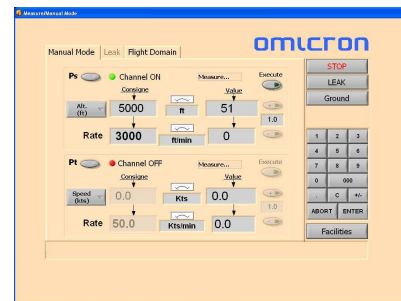 Measure/Manual Mode
omicron
Manual Mode Leak Flight Domain
Ps Channel ON Measure... Execute
Consigne Value
Alt. (ft) 5000 ft 51
1.0
Rate 3000 ft/min 0
Pt Channel OFF Measure... Execute
Consigne Value
Speed (kts) 0.0 Kts 0.0
1.0
Rate 50.0 Kts/min 0.0
STOP
LEAK
Ground
1 2 3
4 5 6
7 8 9
0 000
. C +/-
ABORT ENTER
Facilities